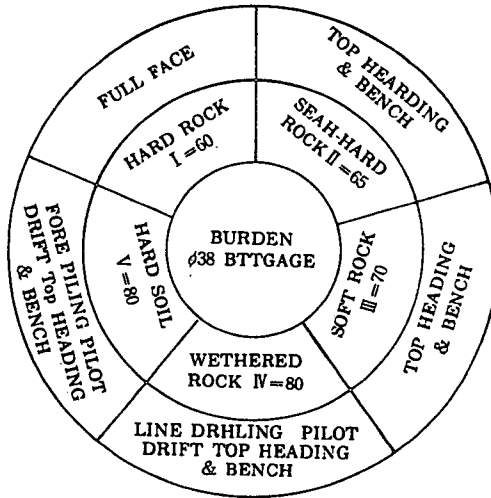 FULL FACE
TOP HEARDING
& BENCH
HARD ROCK
I=60
SEAH-HARD
ROCK II=65
FORE PILING PILOT
DRIFT Top HEADING
& BENCH
HARD SOIL
V=80
BURDEN
ø38 BTTGAGE
SOFT ROCK
III=70
TOP HEADING
& BENCH
WETHERED
ROCK IV=80
LINE DRHLING PILOT
DRIFT TOP HEADING
& BENCH